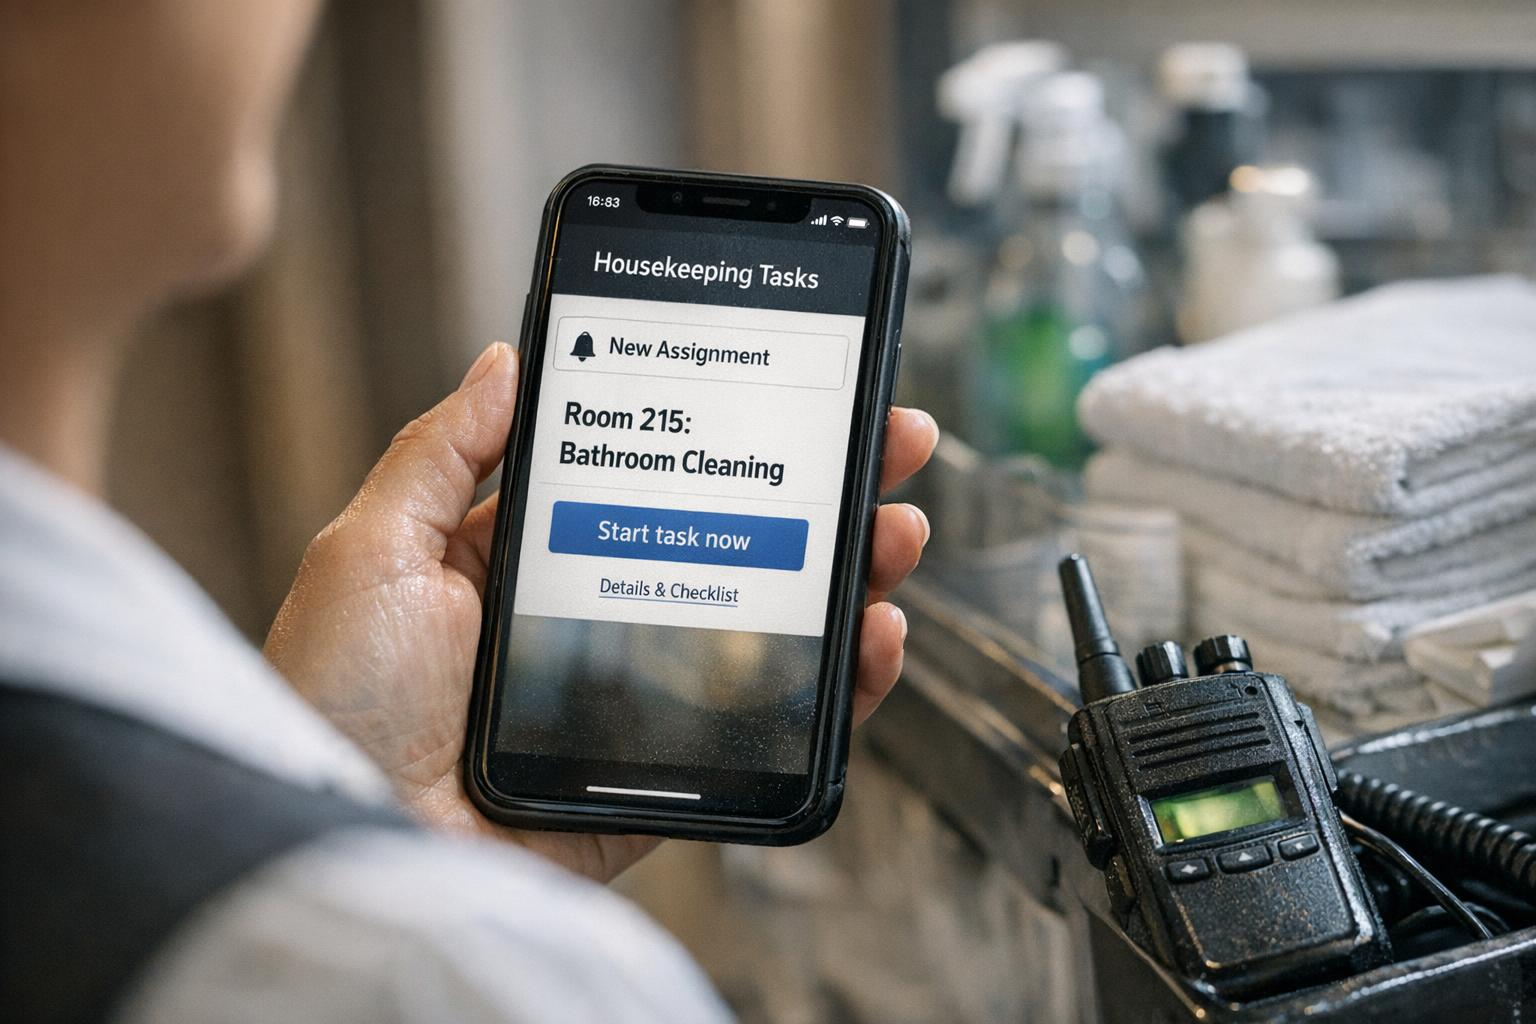 16:83
Housekeeping Tasks
New Assignment
Room 215:
Bathroom Cleaning
Start task now
Details & Checklist